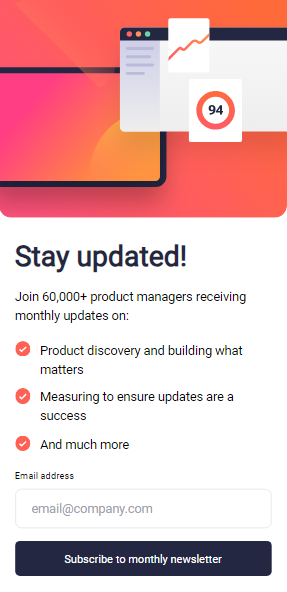 94
Stay updated!
Join 60,000+ product managers receiving
monthly updates on:
Product discovery and building what
matters
Measuring to ensure updates are a
success
And much more
Email address
email@company.com
Subscribe to monthly newsletter